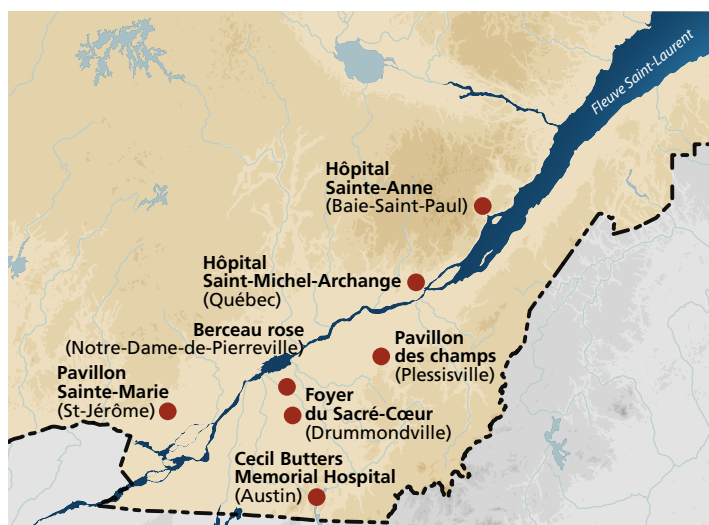 Fleuve Saint-Laurent
Hôpital
Sainte-Anne
(Baie-Saint-Paul)
Hôpital
Saint-Michel-Archange
(Québec)
Berceau rose
(Notre-Dame-de-Pierreville)
Pavillon
des champs
(Plessisville)
Pavillon
Sainte-Marie
(St-Jérôme)
Foyer
du Sacré-Cœur
(Drummondville)
Cecil Butters
Memorial Hospital
(Austin)